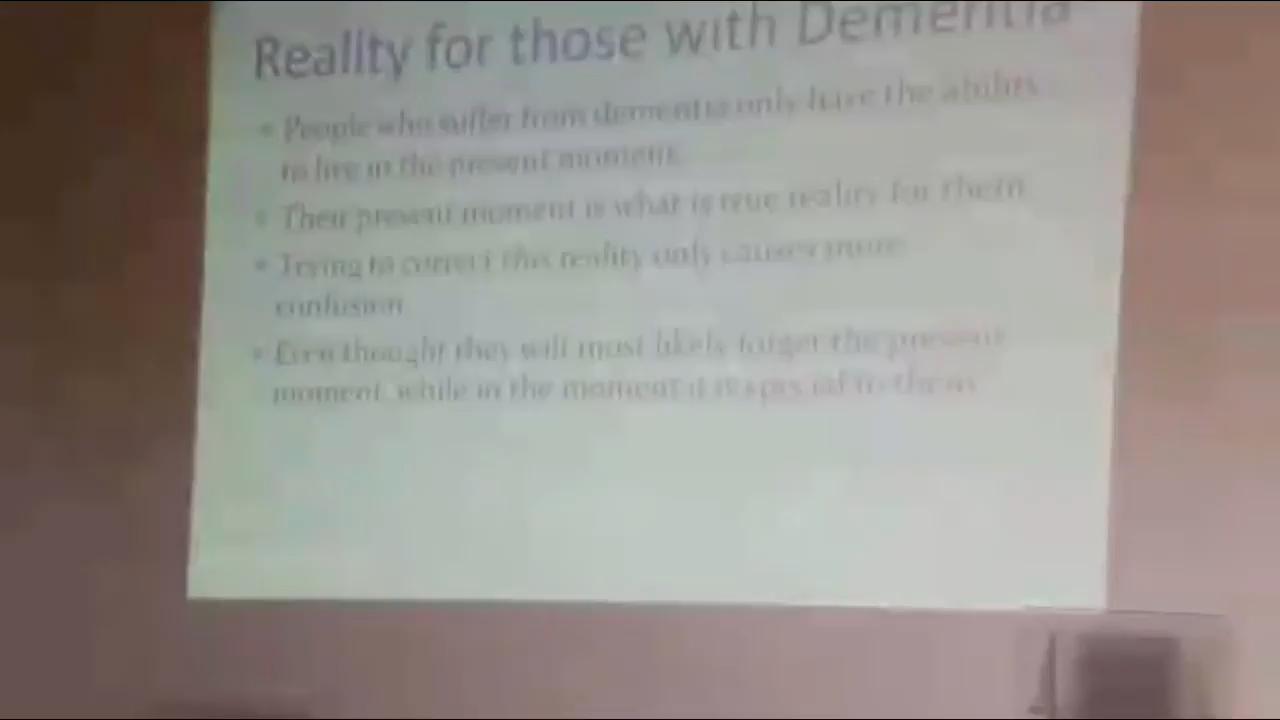 Reality for those with Dementia
• People who suffer from dementia only have the ability
to live in the present moment.
• Their present moment is what is true reality for them
• Trying to correct this reality only causes more
confusion
• Even thought they will most likely forget the present
moment, while in the moment it is special to them